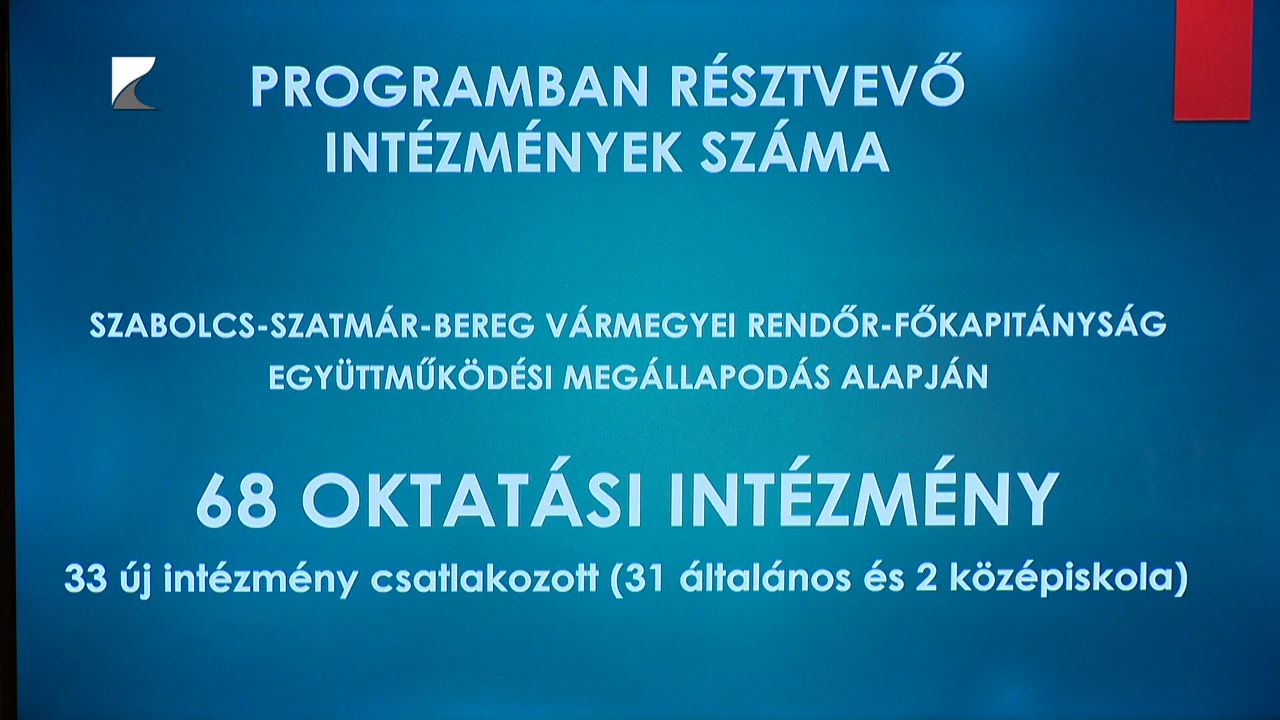 PROGRAMBAN RÉSZTVEVŐ
INTÉZMÉNYEK SZÁMA
SZABOLCS-SZATMÁR-BEREG VÁRMEGYEI RENDŐR-FŐKAPITÁNYSÁG
EGYÜTTMŰKÖDÉSI MEGÁLLAPODÁS ALAPJÁN
68 OKTATÁSI INTÉZMÉNY
33 új intézmény csatlakozott (31 általános és 2 középiskola)